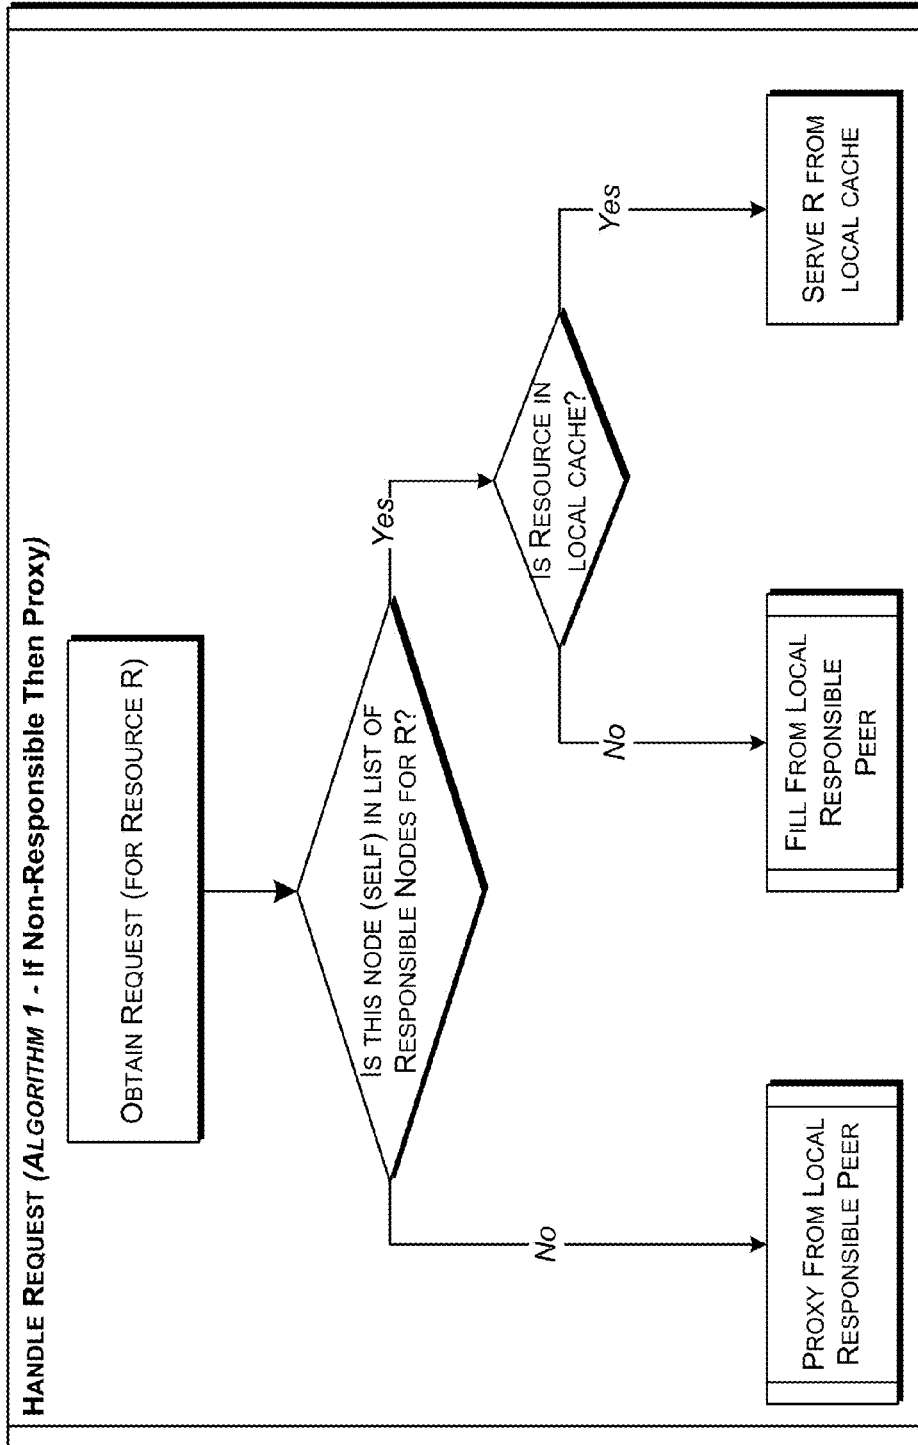 HANDLE REQUEST (ALGORITHM 1 - If Non-Responsible Then Proxy)
OBTAIN REQUEST (FOR RESOURCE R)
IS THIS NODE (SELF) IN LIST OF
RESPONSIBLE NODES FOR R?
Yes
No
IS RESOURCE IN
LOCAL CACHE?
Yes
No
PROXY FROM LOCAL
RESPONSIBLE PEER
FILL FROM LOCAL
RESPONSIBLE
PEER
SERVE R FROM
LOCAL CACHE